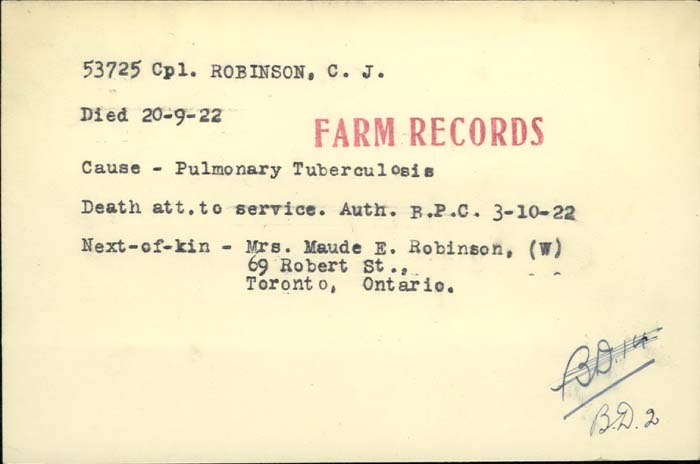 53725 Cpl. ROBINSON, C. J.
Died 20-9-22
FARM RECORDS
Cause - Pulmonary Tuberculosis
Death att. to service. Auth. B.P.C. 3-10-22
Next-of-kin - Mrs. Maude E. Robinson, (W)
69 Robert St.,
Toronto, Ontario.
B.D. 14
B.D. 2